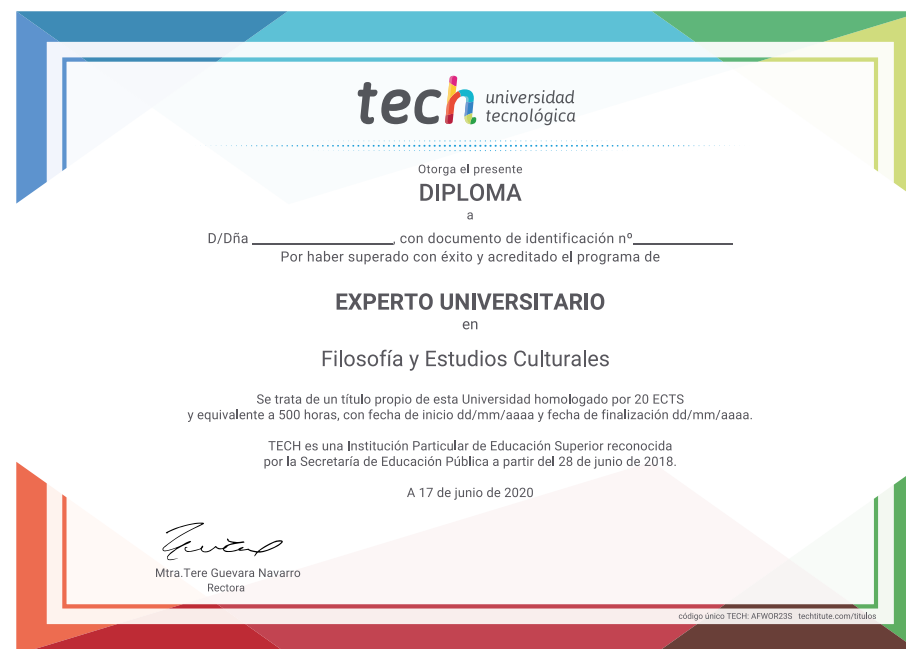 tech universidad
tecnológica
Otorga el presente
DIPLOMA
a
D/Dña ____________________, con documento de identificación nº______________
Por haber superado con éxito y acreditado el programa de
EXPERTO UNIVERSITARIO
en
Filosofía y Estudios Culturales
Se trata de un título propio de esta Universidad homologado por 20 ECTS
y equivalente a 500 horas, con fecha de inicio dd/mm/aaaa y fecha de finalización dd/mm/aaaa.
TECH es una Institución Particular de Educación Superior reconocida
por la Secretaría de Educación Pública a partir del 28 de junio de 2018.
A 17 de junio de 2020
Mtra.Tere Guevara Navarro
Rectora
código único TECH: AFWOR23S techtitute.com/titulos